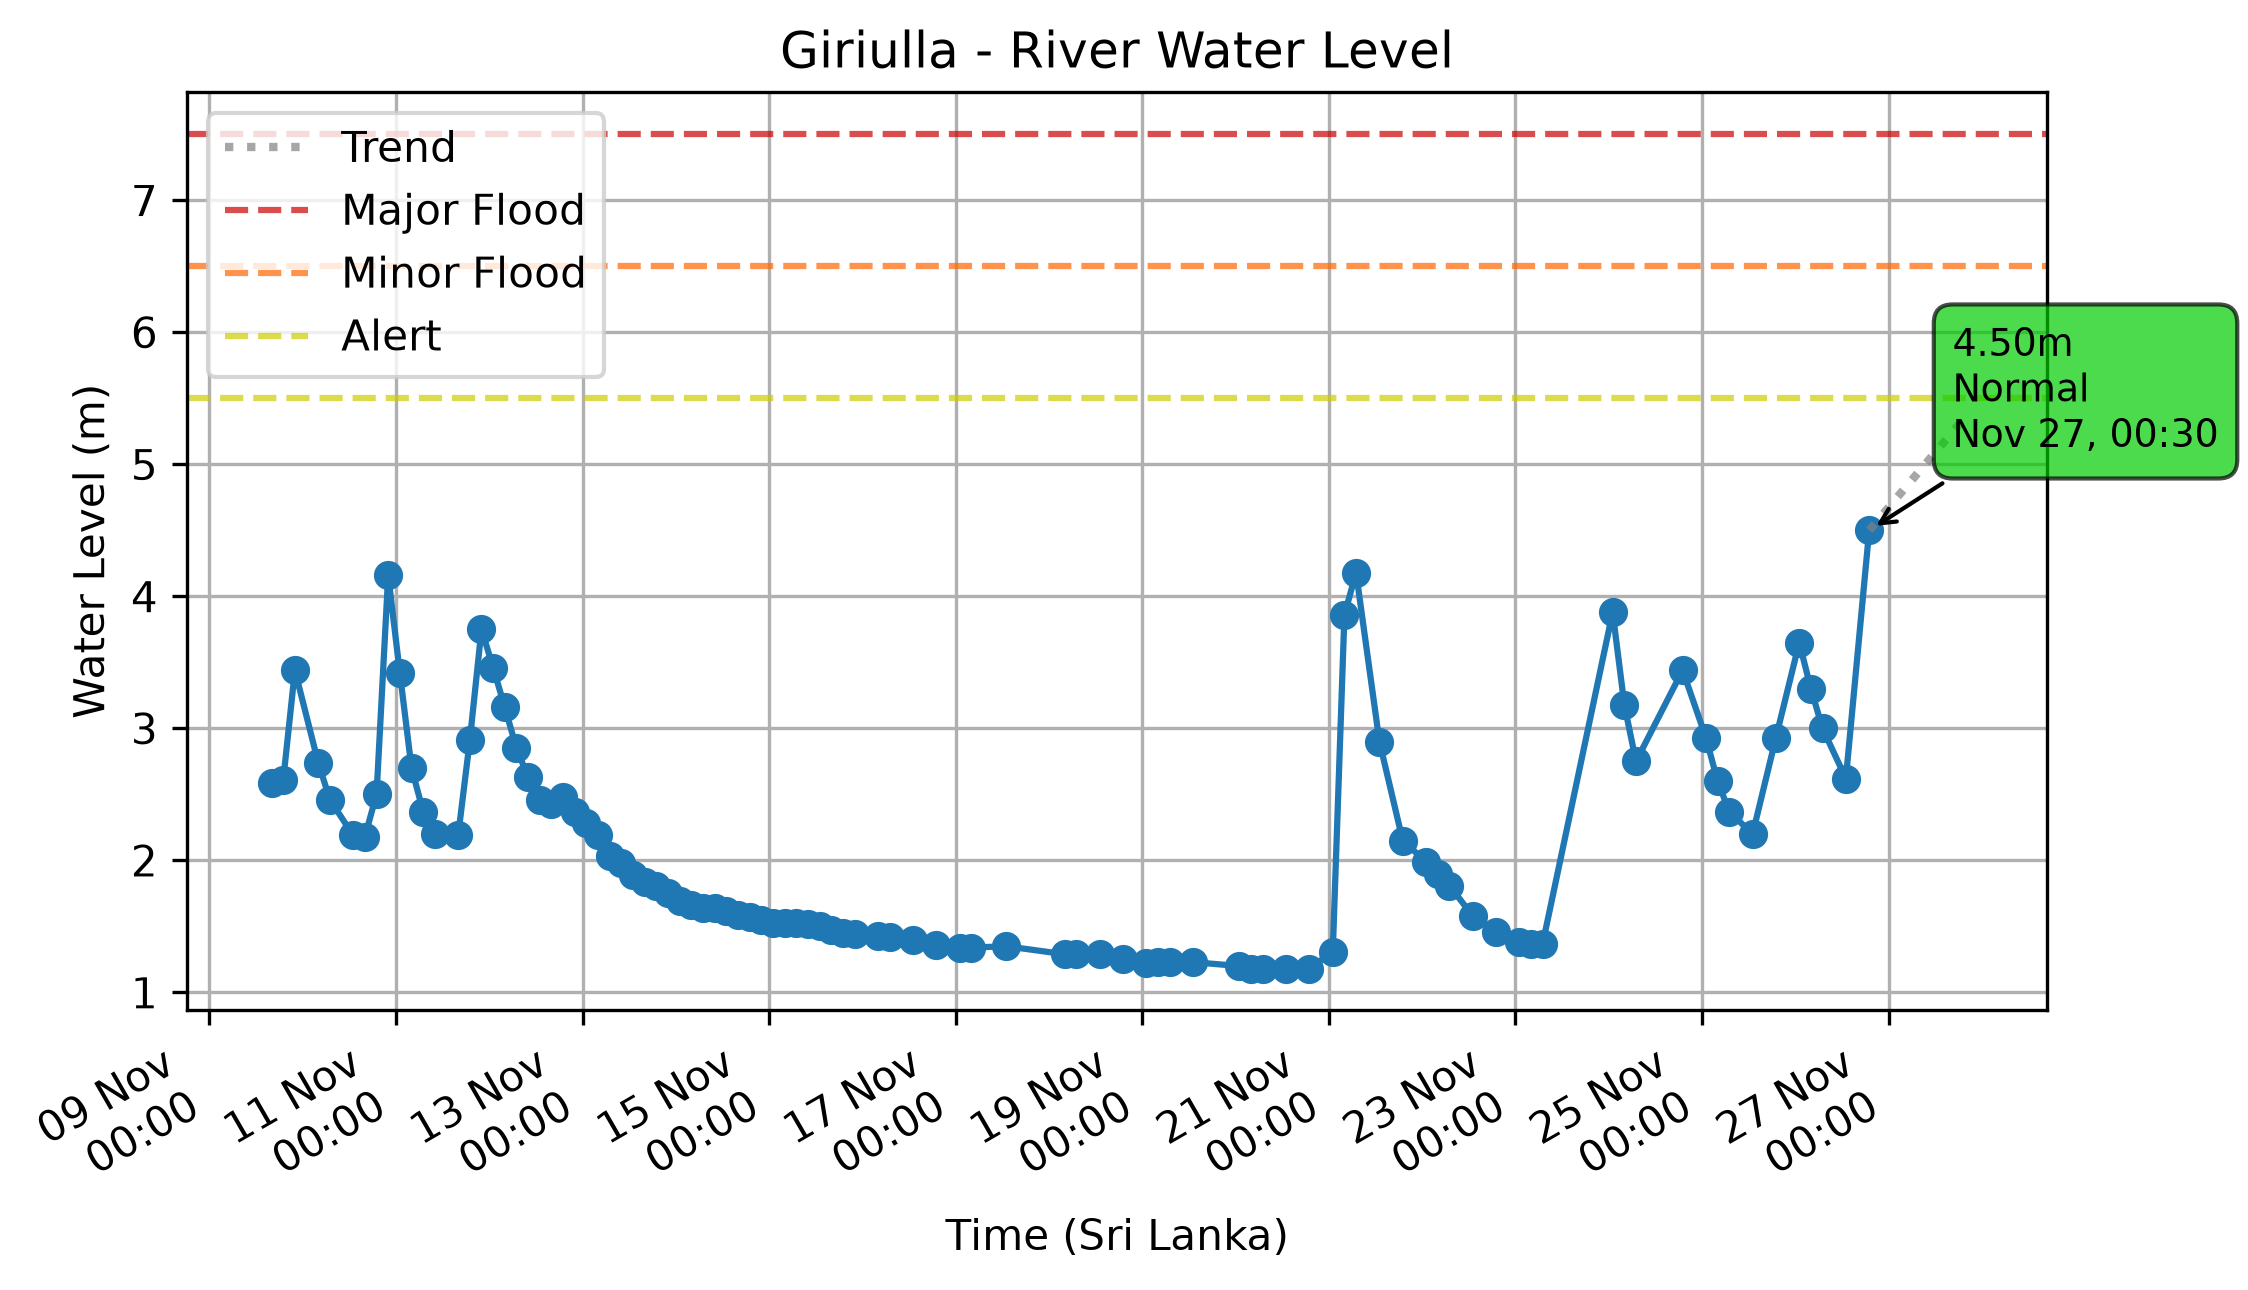 Giriulla - River Water Level
Trend
Major Flood
Minor Flood
Alert
4.50m
Normal
Nov 27, 00:30
Water Level (m)
7
6
5
4
3
2
1
09 Nov
00:00
11 Nov
00:00
13 Nov
00:00
15 Nov
00:00
17 Nov
00:00
19 Nov
00:00
21 Nov
00:00
23 Nov
00:00
25 Nov
00:00
27 Nov
00:00
Time (Sri Lanka)